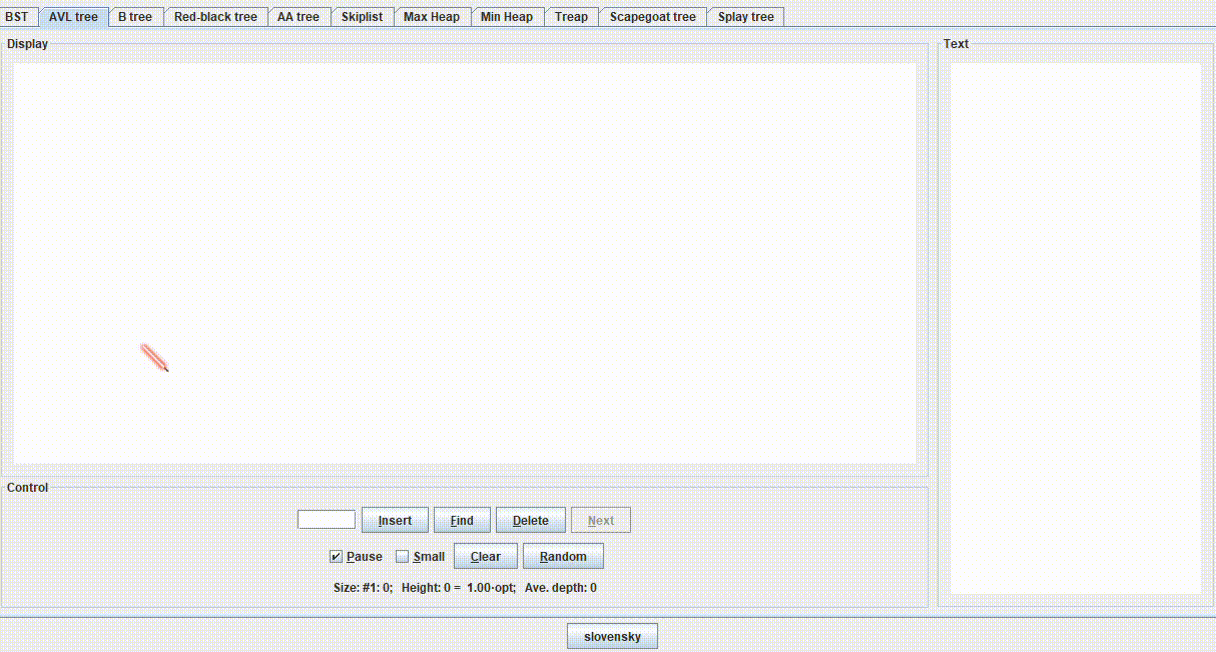 BST AVL tree B tree Red-black tree AA tree Skiplist Max Heap Min Heap Treap Scapegoat tree Splay tree
Display
Text
Control
Insert Find Delete Next
Pause Small Clear Random
Size: #1: 0; Height: 0 = 1.00·opt; Ave. depth: 0
slovensky